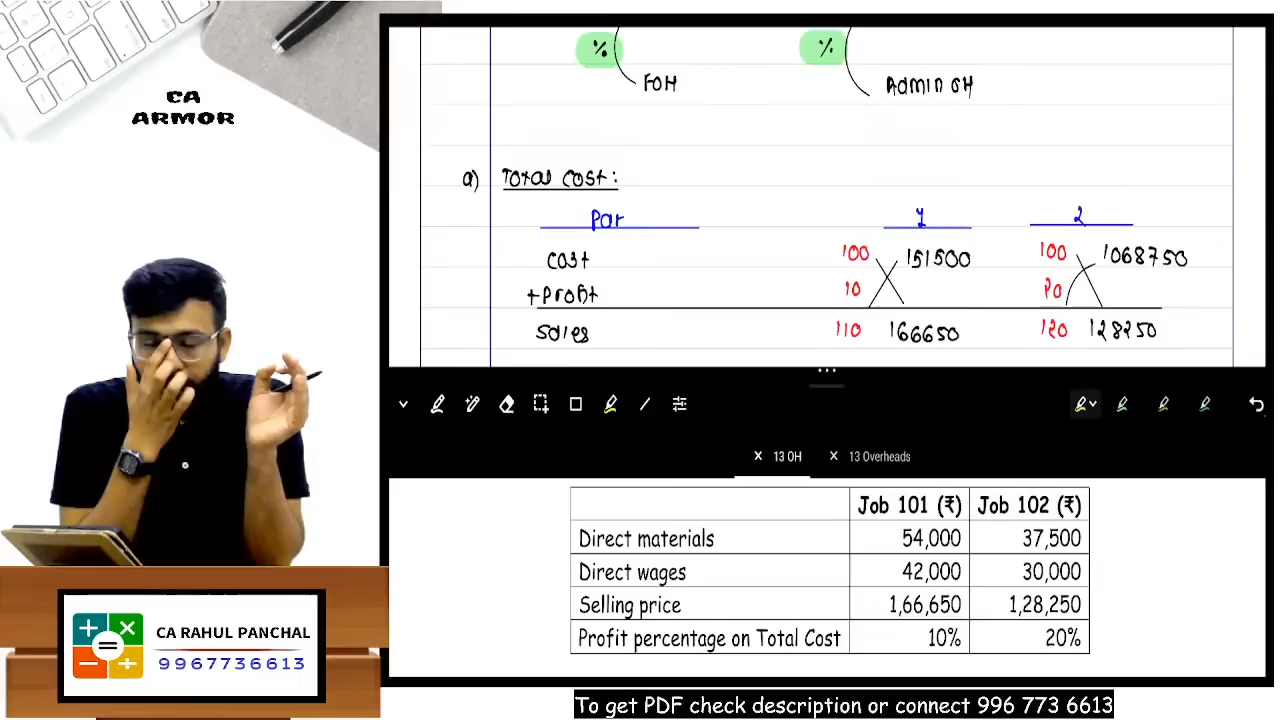 CA
ARMOR
%
FOH
%
Admin OH
a) Total Cost:
Par y 2
Cost 100 151500 100 1068750
+Profit 10 20
Sales 110 166650 120 128250
× 13 OH × 13 Overheads
Job 101 (₹) Job 102 (₹)
Direct materials 54,000 37,500
Direct wages 42,000 30,000
Selling price 1,66,650 1,28,250
Profit percentage on Total Cost 10% 20%
CA RAHUL PANCHAL
9967736613
To get PDF check description or connect 996 773 6613